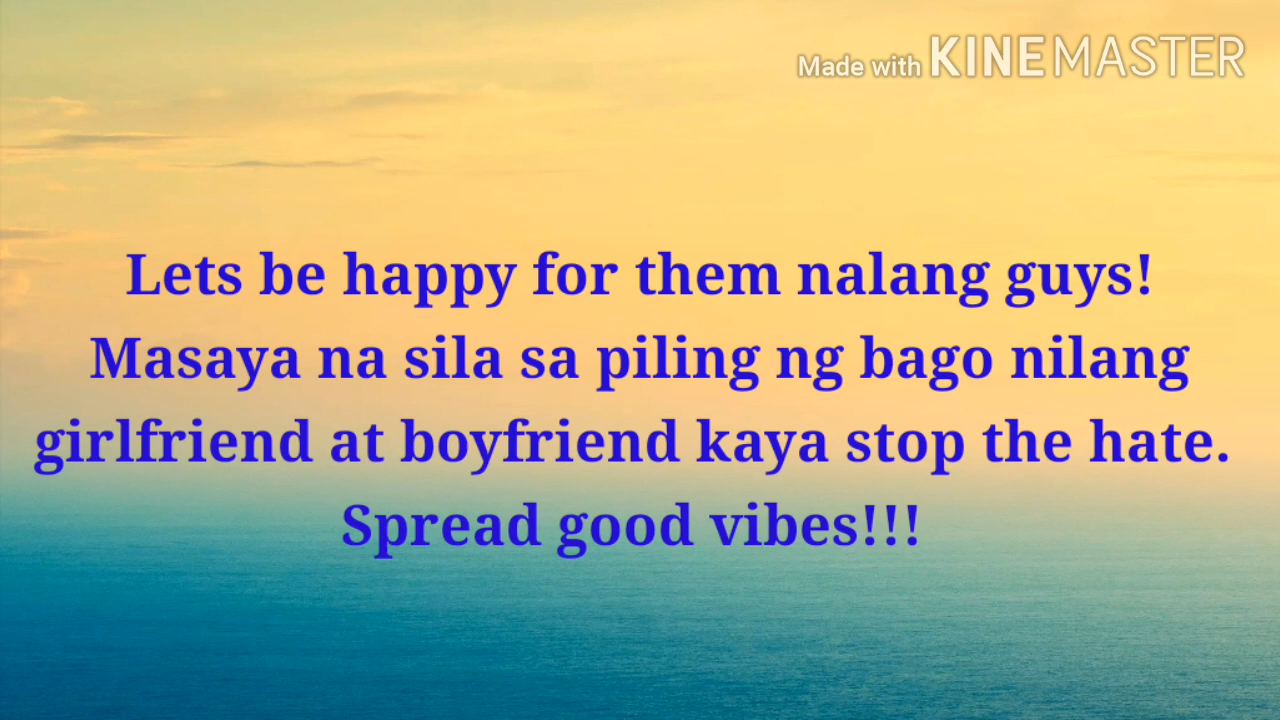 Made with KINEMASTER
Lets be happy for them nalang guys!
Masaya na sila sa piling ng bago nilang
girlfriend at boyfriend kaya stop the hate.
Spread good vibes!!!